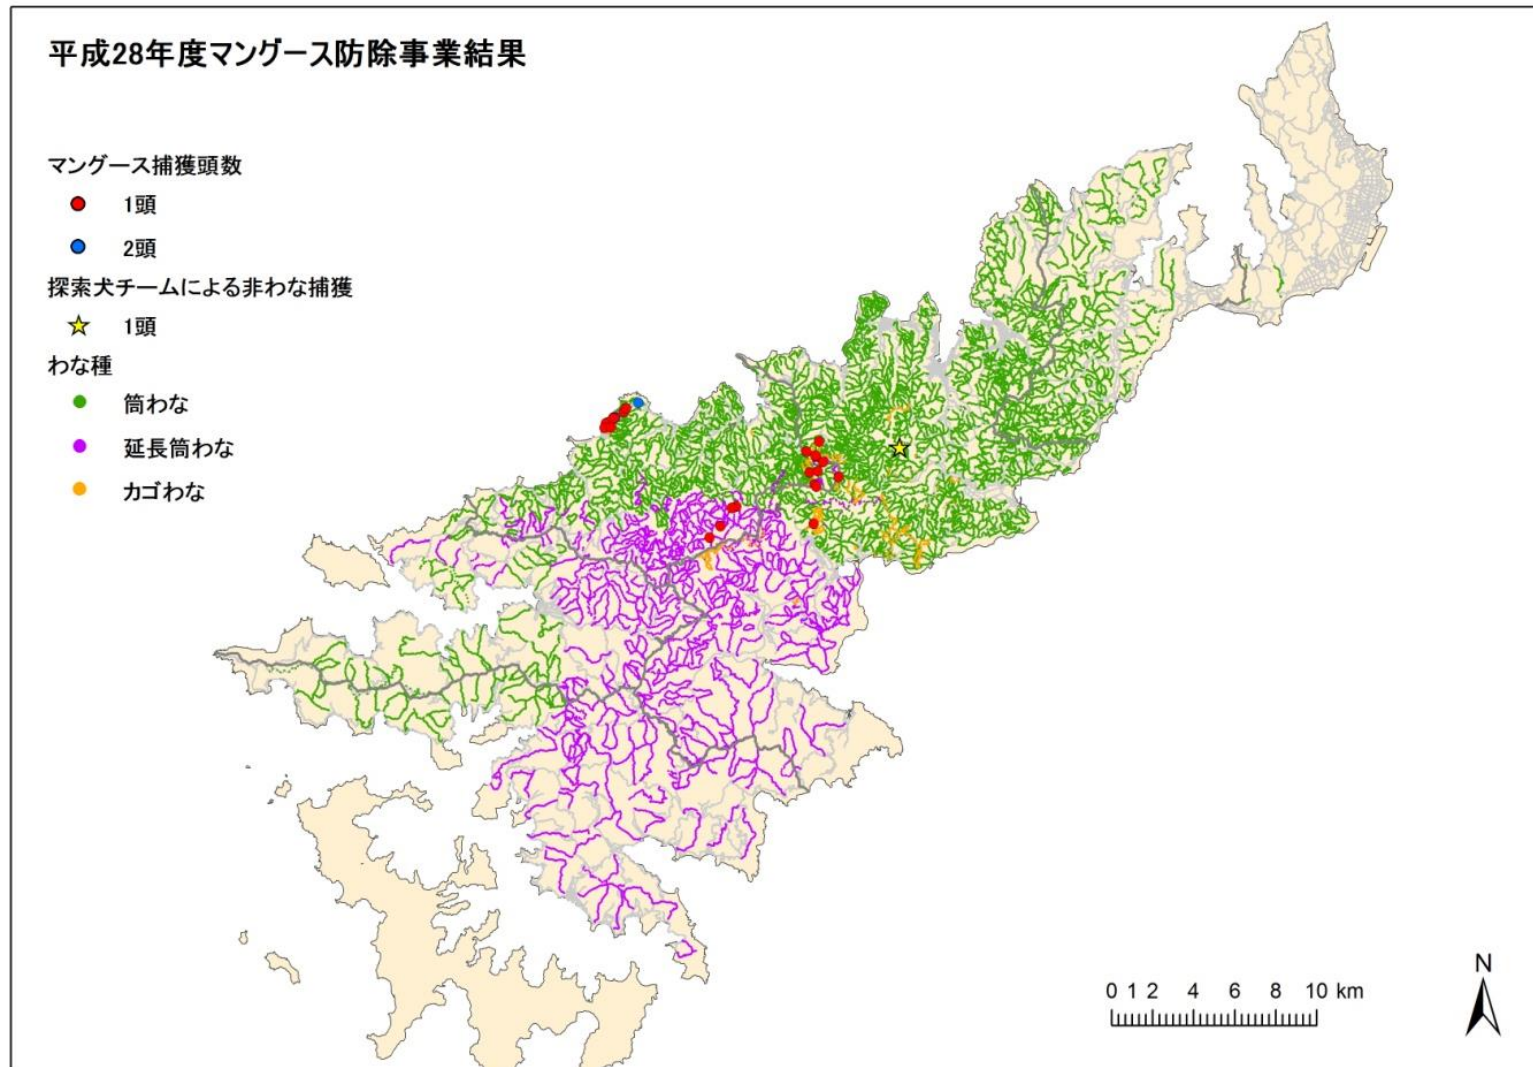 平成28年度マングース防除事業結果
マングース捕獲頭数
1頭
2頭
探索犬チームによる非わな捕獲
1頭
わな種
筒わな
延長筒わな
カゴわな
0 1 2 4 6 8 10 km
N